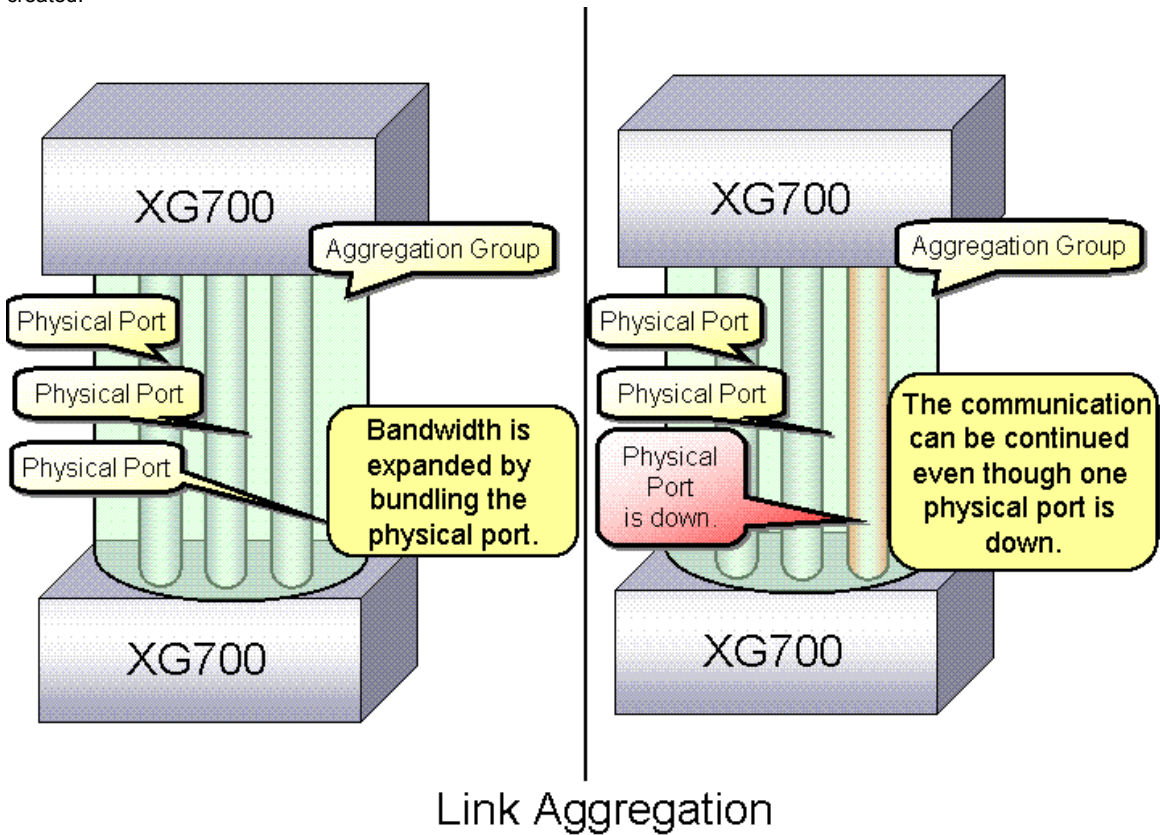 created.
XG700
Aggregation Group
Physical Port
Physical Port
Physical Port
Bandwidth is
expanded by
bundling the
physical port.
XG700
XG700
Aggregation Group
Physical Port
Physical Port
Physical
Port
is down.
The communication
can be continued
even though one
physical port is
down.
XG700
Link Aggregation